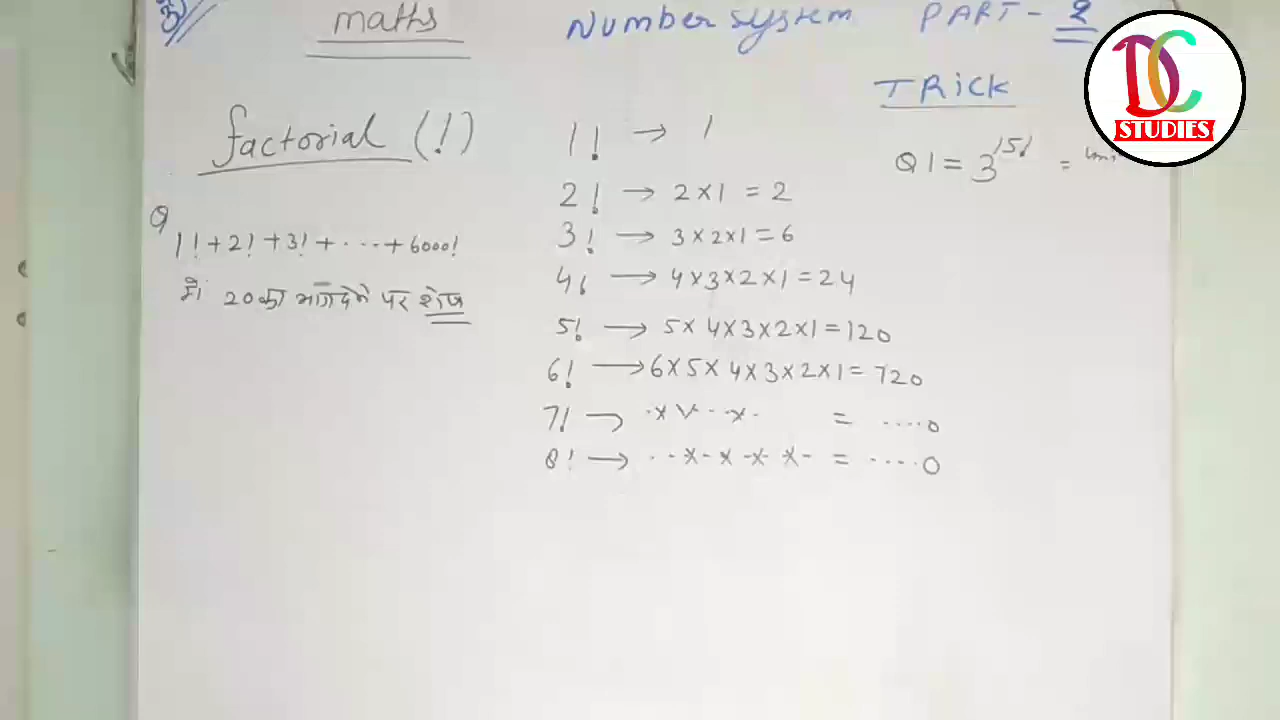 maths Number system PART- 2
DC
STUDIES
TRick
factorial (!)
Q 1! + 2! + 3! + ..... + 6000!
में 20 का भाग देने पर शेष
1! → 1
2! → 2×1 = 2
3! → 3×2×1 = 6
4! → 4×3×2×1 = 24
5! → 5×4×3×2×1 = 120
6! → 6×5×4×3×2×1 = 720
7! → ·×
= ....0
8! → ··×·×·×·×· = ....0
Q1 = 3^15! =